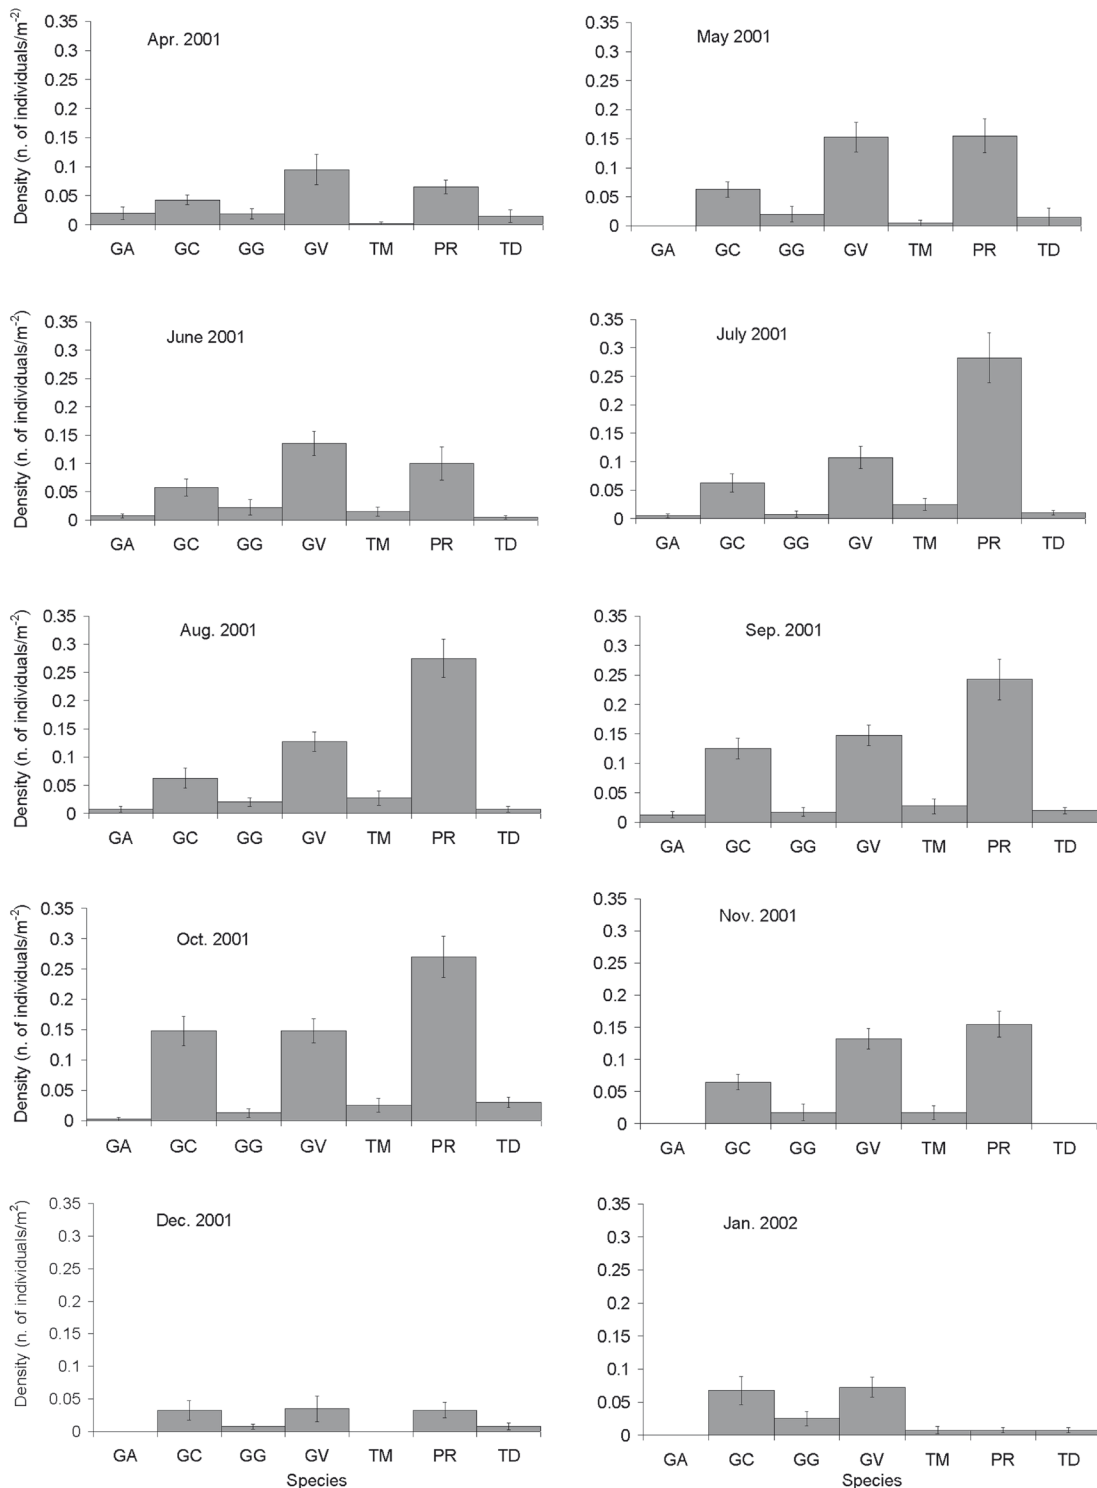 Density (n. of individuals/m⁻²)
Apr. 2001
0.35
0.3
0.25
0.2
0.15
0.1
0.05
0
GA GC GG GV TM PR TD
May 2001
0.35
0.3
0.25
0.2
0.15
0.1
0.05
0
GA GC GG GV TM PR TD
Density (n. of individuals/m⁻²)
June 2001
0.35
0.3
0.25
0.2
0.15
0.1
0.05
0
GA GC GG GV TM PR TD
July 2001
0.35
0.3
0.25
0.2
0.15
0.1
0.05
0
GA GC GG GV TM PR TD
Density (n. of individuals/m⁻²)
Aug. 2001
0.35
0.3
0.25
0.2
0.15
0.1
0.05
0
GA GC GG GV TM PR TD
Sep. 2001
0.35
0.3
0.25
0.2
0.15
0.1
0.05
0
GA GC GG GV TM PR TD
Density (n. of individuals/m⁻²)
Oct. 2001
0.35
0.3
0.25
0.2
0.15
0.1
0.05
0
GA GC GG GV TM PR TD
Nov. 2001
0.35
0.3
0.25
0.2
0.15
0.1
0.05
0
GA GC GG GV TM PR TD
Density (n. of individuals/m²)
Dec. 2001
0.35
0.3
0.25
0.2
0.15
0.1
0.05
0
GA GC GG GV TM PR TD
Species
Jan. 2002
0.35
0.3
0.25
0.2
0.15
0.1
0.05
0
GA GC GG GV TM PR TD
Species